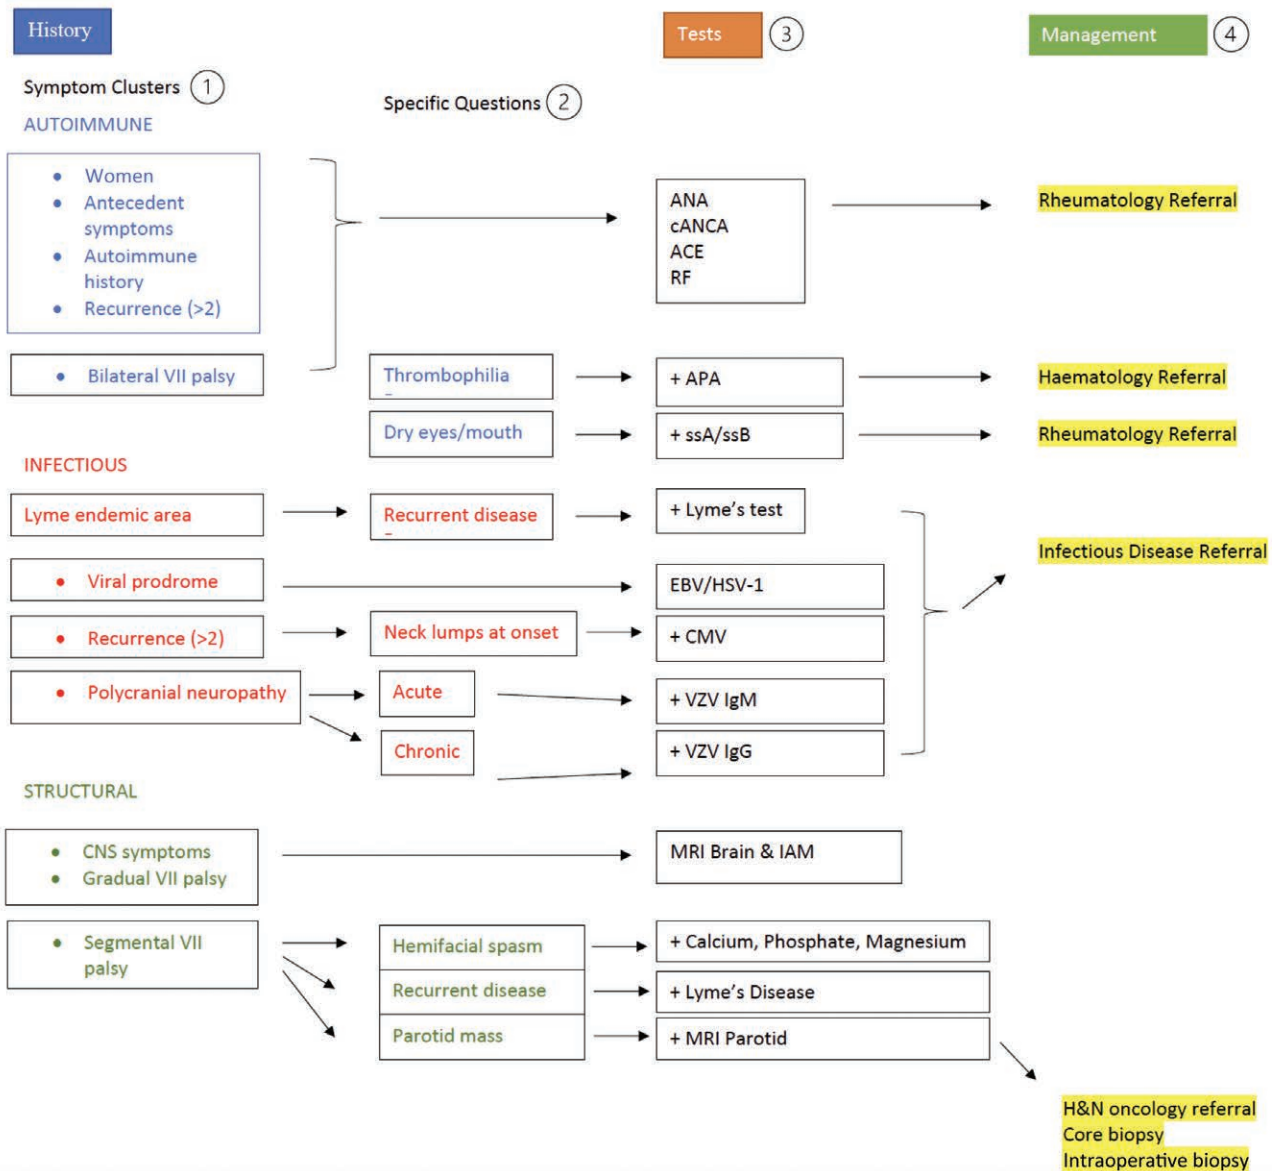 History
Tests 3
Management 4
Symptom Clusters 1
Specific Questions 2
AUTOIMMUNE
• Women
• Antecedent
symptoms
• Autoimmune
history
• Recurrence (>2)
ANA
cANCA
ACE
RF
Rheumatology Referral
• Bilateral VII palsy
Thrombophilia
+ APA
Haematology Referral
Dry eyes/mouth
+ ssA/ssB
Rheumatology Referral
INFECTIOUS
Lyme endemic area
Recurrent disease
+ Lyme’s test
Infectious Disease Referral
• Viral prodrome
EBV/HSV-1
• Recurrence (>2)
Neck lumps at onset
+ CMV
• Polycranial neuropathy
Acute
+ VZV IgM
Chronic
+ VZV IgG
STRUCTURAL
• CNS symptoms
• Gradual VII palsy
MRI Brain & IAM
• Segmental VII
palsy
Hemifacial spasm
+ Calcium, Phosphate, Magnesium
Recurrent disease
+ Lyme’s Disease
Parotid mass
+ MRI Parotid
H&N oncology referral
Core biopsy
Intraoperative biopsy